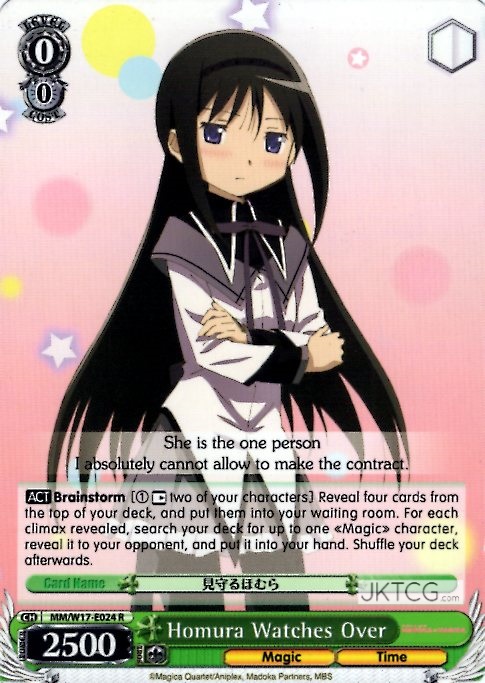 LEVEL
0
0
COST
She is the one person
I absolutely cannot allow to make the contract.
ACT Brainstorm [① two of your characters] Reveal four cards from
the top of your deck, and put them into your waiting room. For each
climax revealed, search your deck for up to one «Magic» character,
reveal it to your opponent, and put it into your hand. Shuffle your deck
afterwards.
Card Name
見守るほむら
JKTCG.com
CH MM/W17-E024 R
2500
Homura Watches Over
Magic
Time
©Magica Quartet/Aniplex, Madoka Partners, MBS